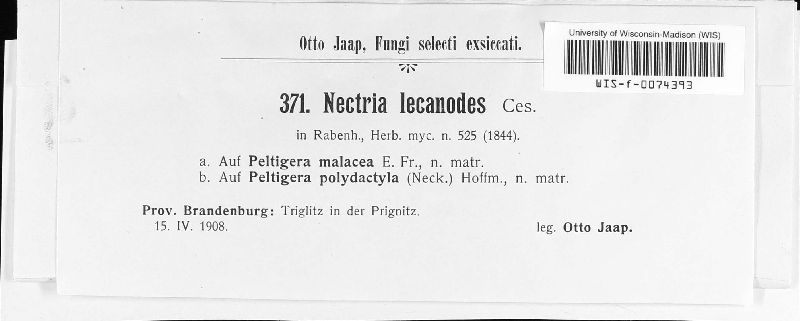 Otto Jaap, Fungi selecti exsiccati.
University of Wisconsin-Madison (WIS)
WIS-f-0074393
371. Nectria lecanodes Ces.
in Rabenh., Herb. myc. n. 525 (1844).
a. Auf Peltigera malacea E. Fr., n. matr.
b. Auf Peltigera polydactyla (Neck.) Hoffm., n. matr.
Prov. Brandenburg: Triglitz in der Prignitz.
15. IV. 1908. leg. Otto Jaap.